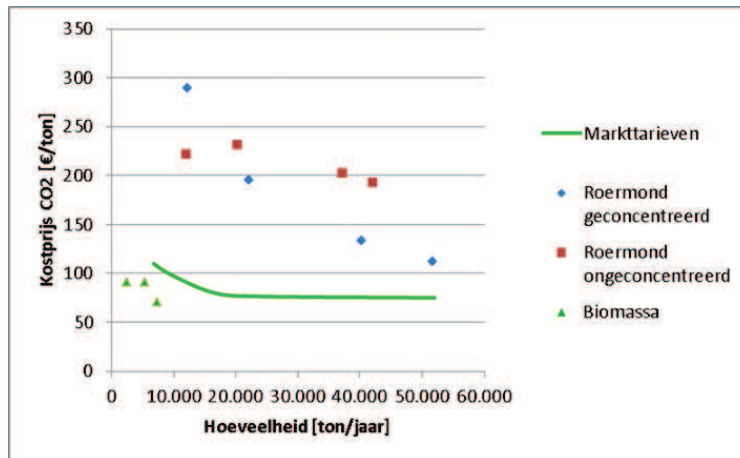 350
300
250
200
150
100
50
0
Kostprijs CO2 [€/ton]
0
10.000
20.000
30.000
40.000
50.000
60.000
Hoeveelheid [ton/jaar]
Markttarieven
Roermond
geconcentreerd
Roermond
ongeconcentreerd
Biomassa